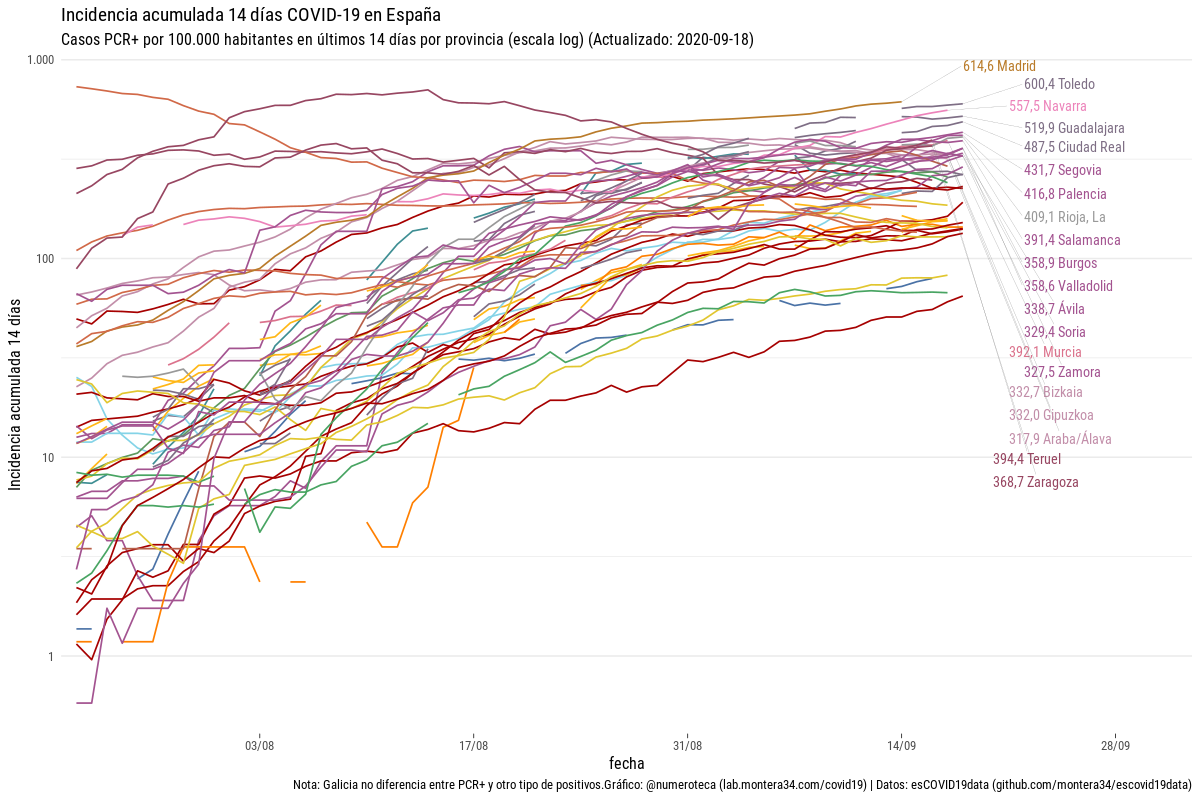 Incidencia acumulada 14 días COVID-19 en España
Casos PCR+ por 100.000 habitantes en últimos 14 días por provincia (escala log) (Actualizado: 2020-09-18)
1.000
100
10
1
Incidencia acumulada 14 días
614,6 Madrid
600,4 Toledo
557,5 Navarra
519,9 Guadalajara
487,5 Ciudad Real
431,7 Segovia
416,8 Palencia
409,1 Rioja, La
391,4 Salamanca
358,9 Burgos
358,6 Valladolid
338,7 Ávila
329,4 Soria
392,1 Murcia
327,5 Zamora
332,7 Bizkaia
332,0 Gipuzkoa
317,9 Araba/Álava
394,4 Teruel
368,7 Zaragoza
03/08
17/08
31/08
14/09
28/09
fecha
Nota: Galicia no diferencia entre PCR+ y otro tipo de positivos.Gráfico: @numeroteca (lab.montera34.com/covid19) | Datos: esCOVID19data (github.com/montera34/escovid19data)